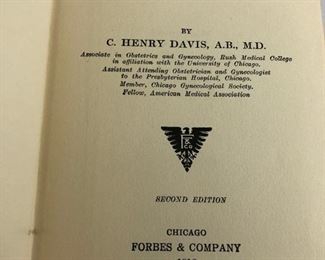 BY
C. HENRY DAVIS, A.B., M.D.
Associate in Obstetrics and Gynecology, Rush Medical College
in affiliation with the University of Chicago.
Assistant Attending Obstetrician and Gynecologist
to the Presbyterian Hospital, Chicago.
Member, Chicago Gynecological Society.
Fellow, American Medical Association
SECOND EDITION
CHICAGO
FORBES & COMPANY